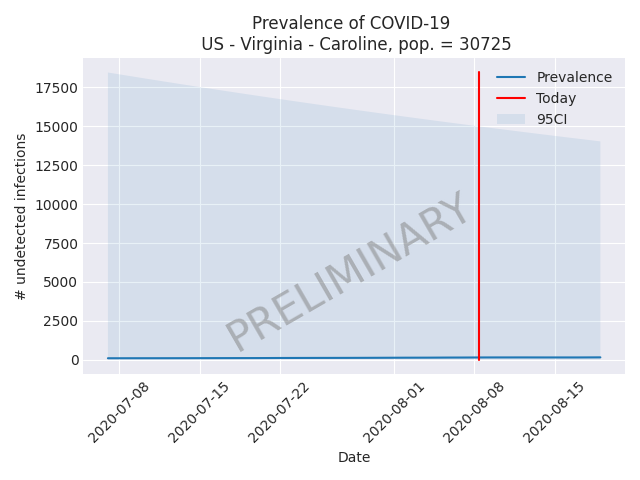 Prevalence of COVID-19
US - Virginia - Caroline, pop. = 30725
Prevalence
Today
95CI
17500
15000
12500
10000
7500
5000
2500
0
# undetected infections
PRELIMINARY
2020-07-08
2020-07-15
2020-07-22
2020-08-01
2020-08-08
2020-08-15
Date